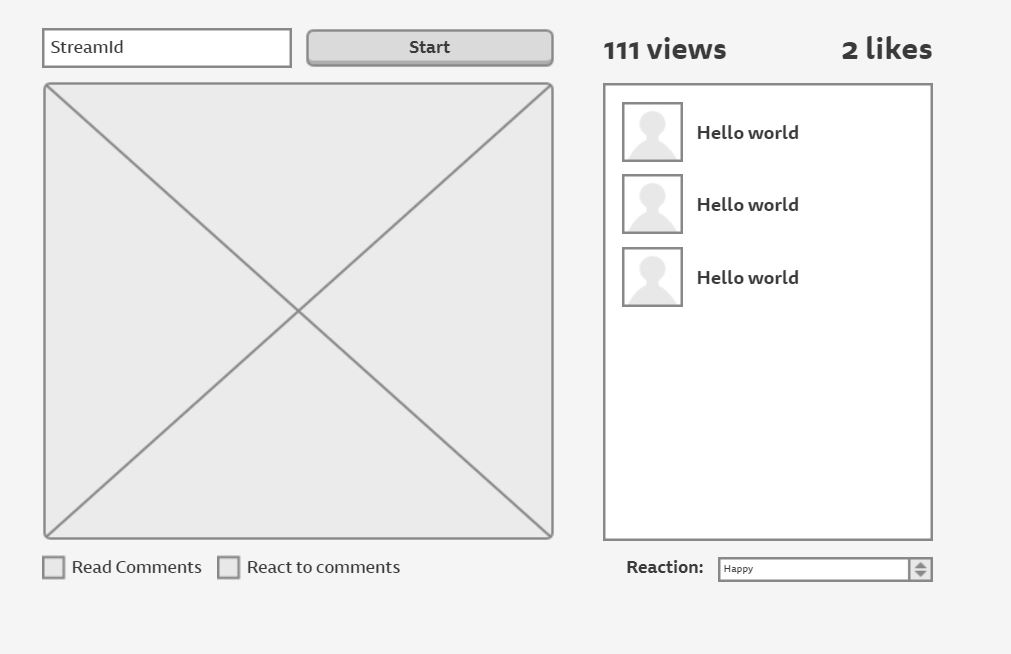 StreamId
Start
111 views
2 likes
Hello world
Hello world
Hello world
Read Comments
React to comments
Reaction:
Happy